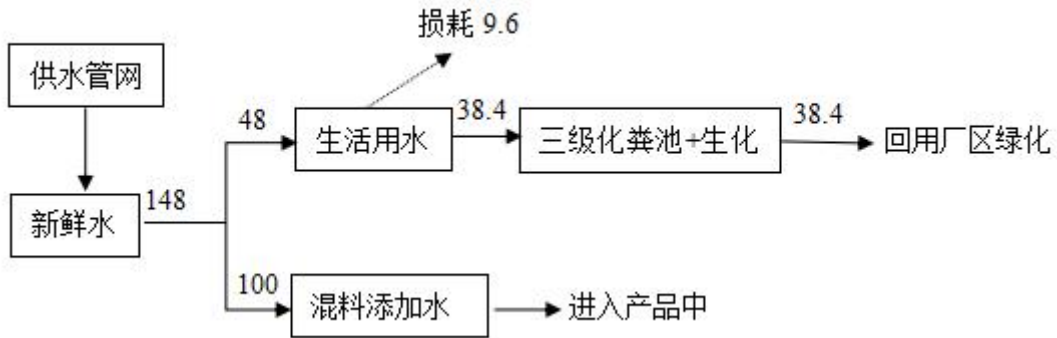 损耗 9.6
供水管网
48
生活用水
38.4
三级化粪池+生化
38.4
回用厂区绿化
新鲜水
148
100
混料添加水
进入产品中